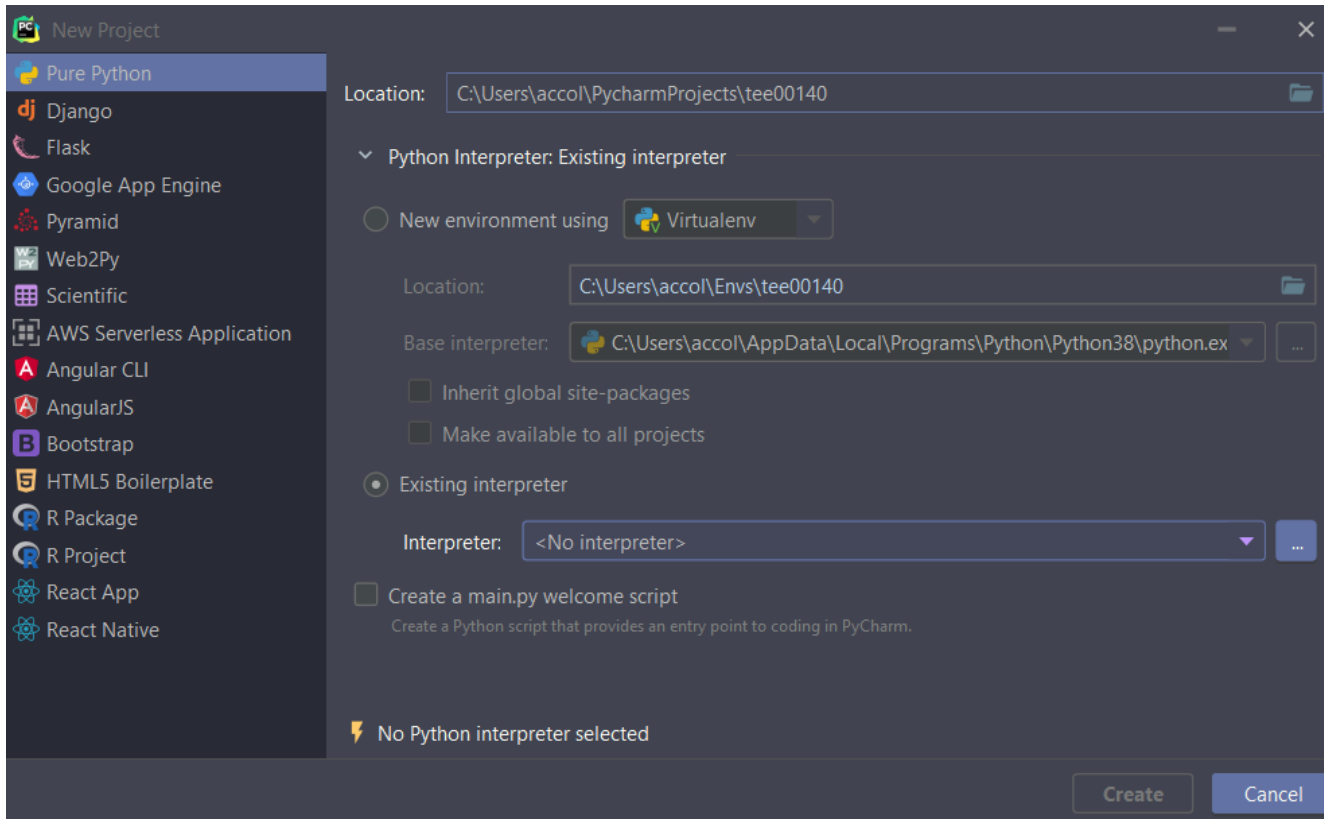 New Project
Pure Python
Django
Flask
Google App Engine
Pyramid
Web2Py
Scientific
AWS Serverless Application
Angular CLI
AngularJS
Bootstrap
HTML5 Boilerplate
R Package
R Project
React App
React Native
Location: C:\Users\accol\PycharmProjects\tee00140
Python Interpreter: Existing interpreter
New environment using Virtualenv
Location: C:\Users\accol\Envs\tee00140
Base interpreter: C:\Users\accol\AppData\Local\Programs\Python\Python38\python.ex ...
Inherit global site-packages
Make available to all projects
Existing interpreter
Interpreter: <No interpreter> ...
Create a main.py welcome script
Create a Python script that provides an entry point to coding in PyCharm.
No Python interpreter selected
Create Cancel